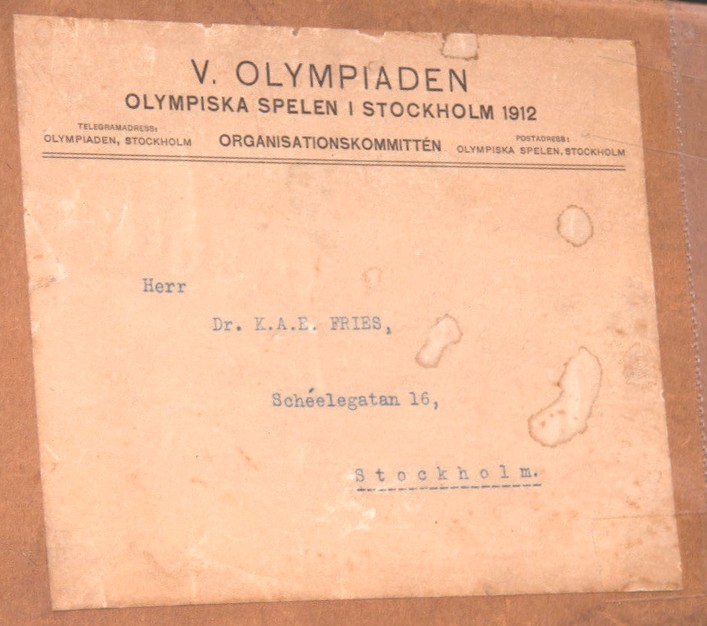 V. OLYMPIADEN
OLYMPISKA SPELEN I STOCKHOLM 1912
TELEGRAMADRESS:
OLYMPIADEN, STOCKHOLM
ORGANISATIONSKOMMITTÉN
POSTADRESS:
OLYMPISKA SPELEN, STOCKHOLM
Herr
Dr. K.A.E. FRIES,
Schéelegatan 16,
Stockholm.